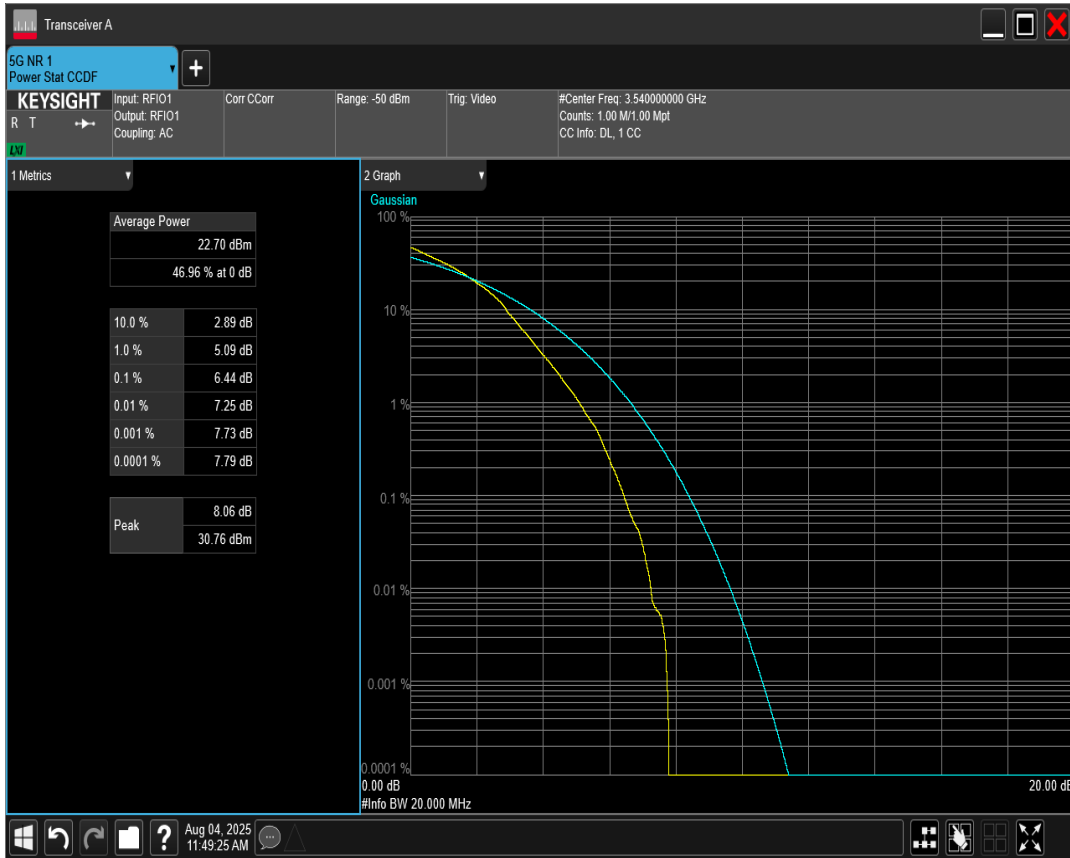 Transceiver A
5G NR 1
Power Stat CCDF
KEYSIGHT
R T
LXI
Input: RFIO1
Output: RFIO1
Coupling: AC
Corr CCorr
Range: -50 dBm
Trig: Video
#Center Freq: 3.540000000 GHz
Counts: 1.00 M/1.00 Mpt
CC Info: DL, 1 CC
1 Metrics
Average Power
22.70 dBm
46.96 % at 0 dB
10.0 % 2.89 dB
1.0 % 5.09 dB
0.1 % 6.44 dB
0.01 % 7.25 dB
0.001 % 7.73 dB
0.0001 % 7.79 dB
Peak
8.06 dB
30.76 dBm
2 Graph
Gaussian
100 %
10 %
1 %
0.1 %
0.01 %
0.001 %
0.0001 %
0.00 dB
20.00 dB
#Info BW 20.000 MHz
?
Aug 04, 2025
11:49:25 AM